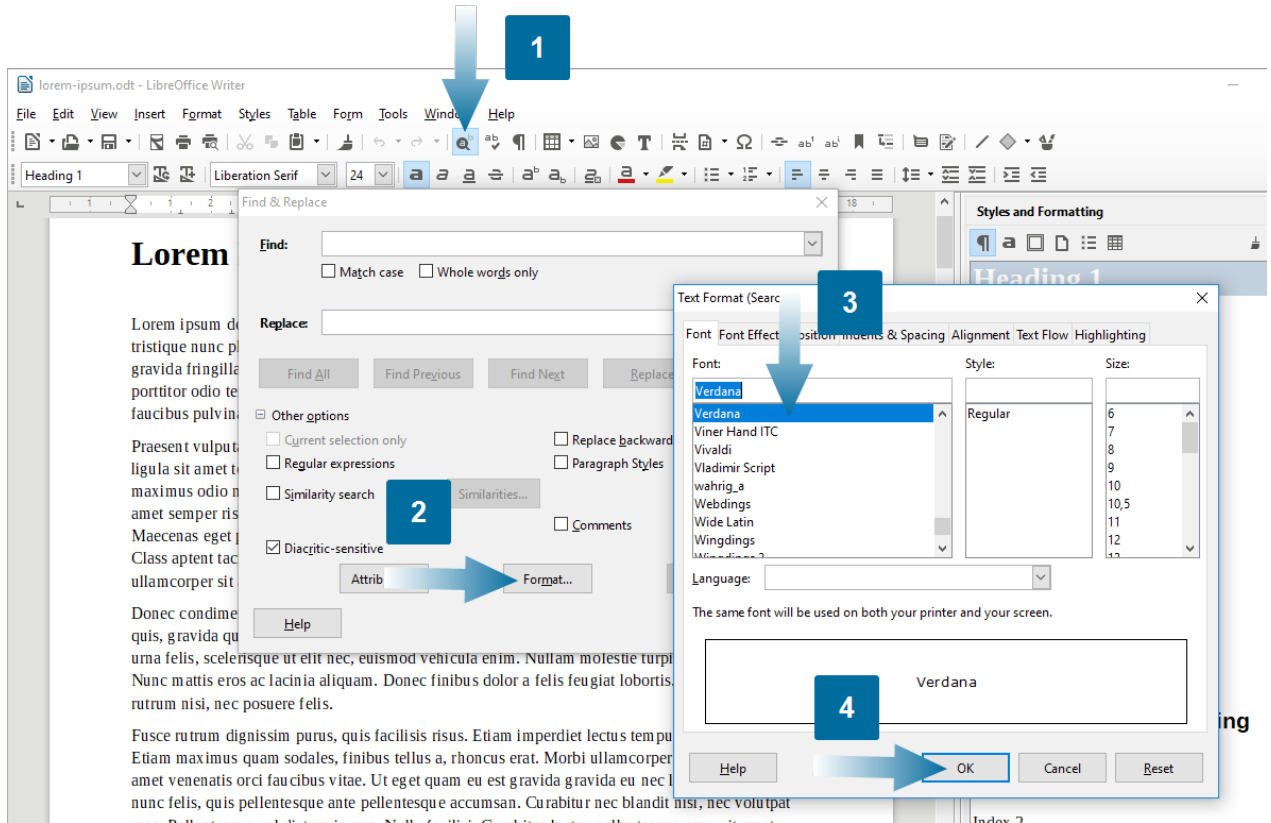 1
lorem-ipsum.odt - LibreOffice Writer
File Edit View Insert Format Styles Table Form Tools Help
Heading 1 Liberation Serif 24
Find & Replace
18
Styles and Formatting
Lorem
Find:
Heading 1
Match case Whole words only
Text Format
3
Replace:
Font Font Effect & Spacing Alignment Text Flow Highlighting
Font: Style: Size:
Find All Find Previous Find Next Replace
Verdana
Verdana Regular 6
Viner Hand ITC 7
Vivaldi 8
Vladimir Script 9
wahrig_a 10
Webdings 10,5
Wide Latin 11
Wingdings 12
Wingdings 2
Other options
Current selection only Replace backward
Regular expressions Paragraph Styles
Similarity search Similarities...
2
Comments
Diacritic-sensitive
Format...
Help
Language:
The same font will be used on both your printer and your screen.
Verdana
4
Help OK Cancel Reset
Lorem ipsum
tristique nunc
gravida fringilla
porttitor odio
faucibus
Praesent
ligula sit amet
maximus odio
amet semper
Maecenas eget
Class aptent
ullamcorper sit
Donec
quis, gravida
urna felis, scelerisque ut elit nec, euismod vehicula enim. Nullam molestie
Nunc mattis eros ac lacinia aliquam. Donec finibus dolor a felis feugiat lobortis.
rutrum nisi, nec posuere felis.
Fusce rutrum dignissim purus, quis facilisis risus. Etiam imperdiet lectus
Etiam maximus quam sodales, finibus tellus a, rhoncus erat. Morbi ullamcorper
amet venenatis orci faucibus vitae. Ut eget quam eu est gravida gravida eu nec
nunc felis, quis pellentesque ante pellentesque accumsan. Curabitur nec blandit nisl, nec volutpat
Index 2